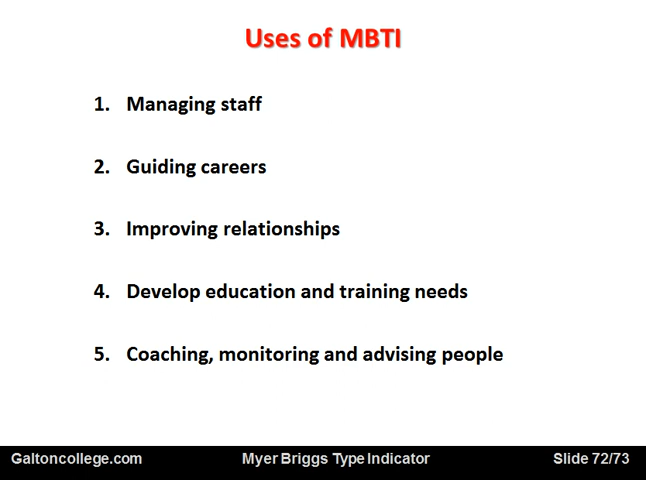 Uses of MBTI
1. Managing staff
2. Guiding careers
3. Improving relationships
4. Develop education and training needs
5. Coaching, monitoring and advising people
Galtoncollege.com Myer Briggs Type Indicator Slide 72/73